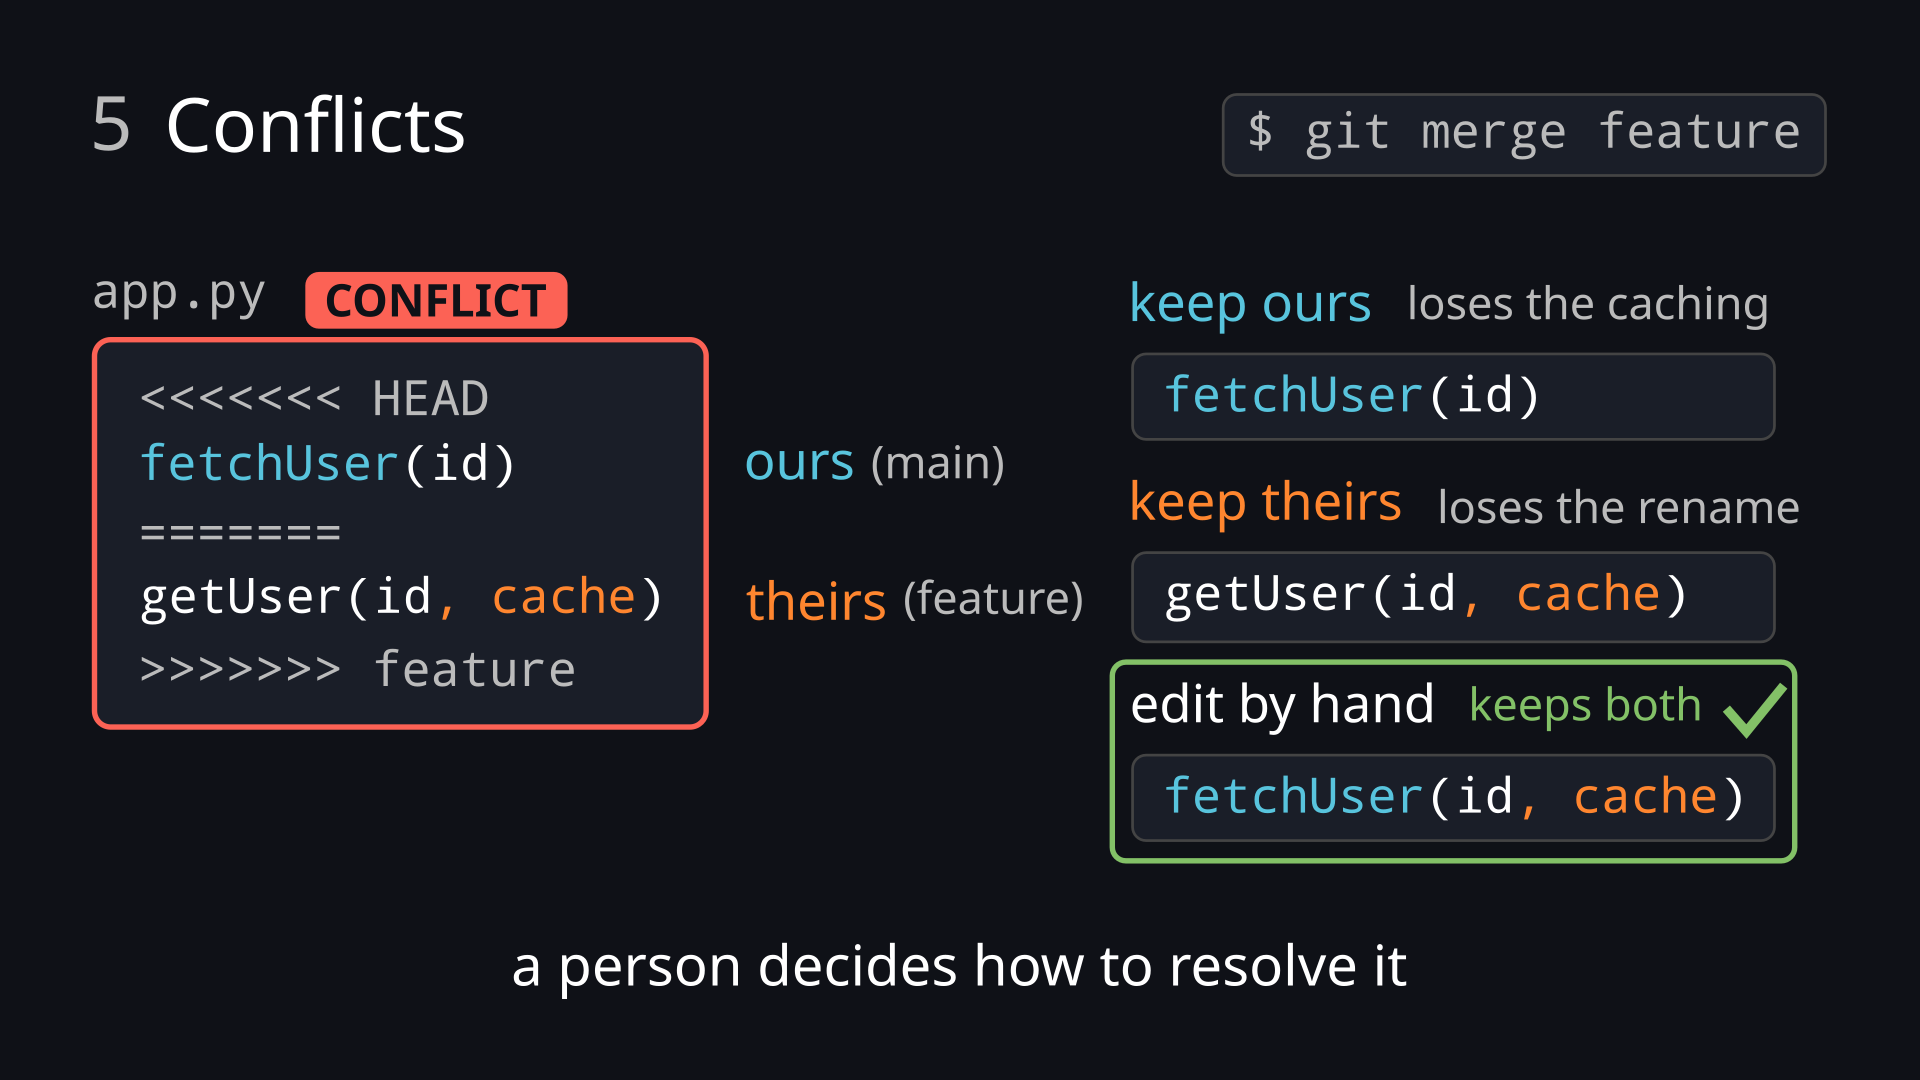 5 Conflicts
$ git merge feature
app.py CONFLICT
<<<<<<< HEAD
fetchUser(id)
=======
getUser(id, cache)
>>>>>>> feature
ours (main)
theirs (feature)
keep ours loses the caching
fetchUser(id)
keep theirs loses the rename
getUser(id, cache)
edit by hand keeps both
fetchUser(id, cache)
a person decides how to resolve it